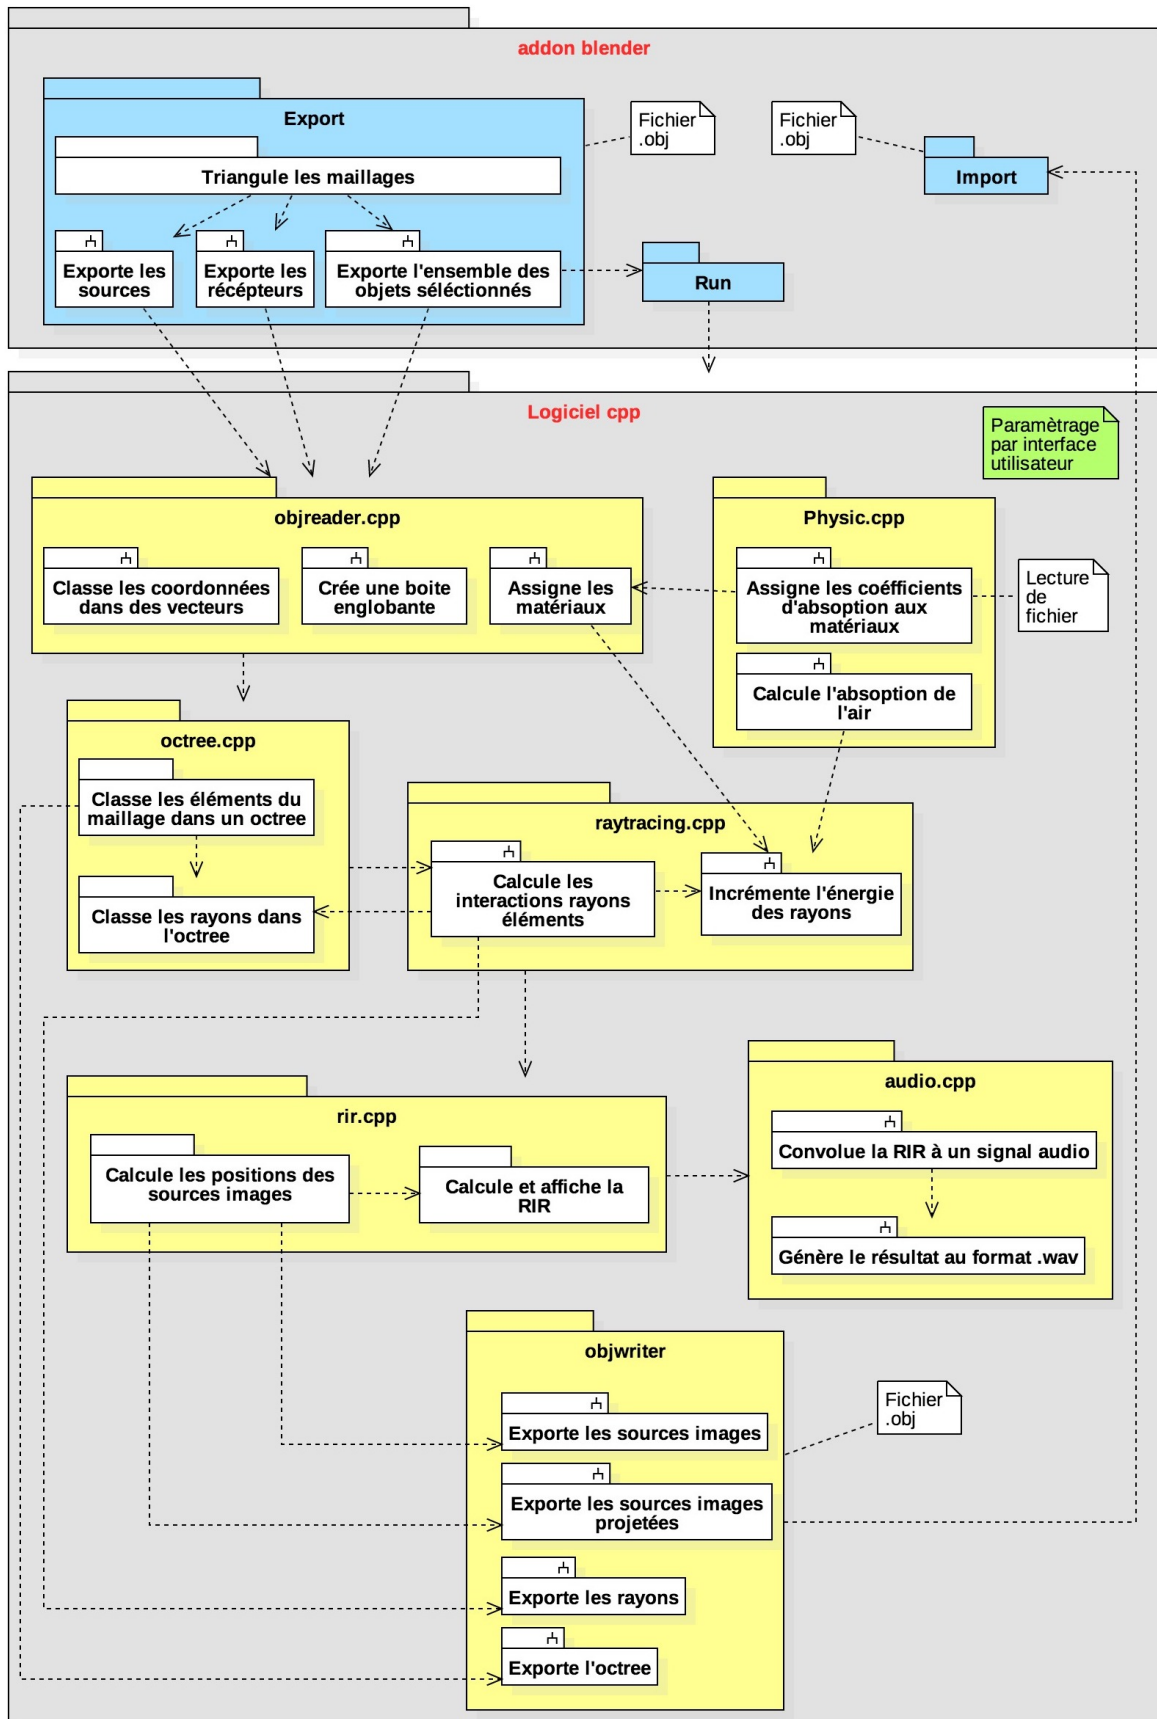 addon blender
Export
Fichier
.obj
Fichier
.obj
Triangule les maillages
Import
Exporte les
sources
Exporte les
récépteurs
Exporte l'ensemble des
objets séléctionnés
Run
Logiciel cpp
Paramètrage
par interface
utilisateur
objreader.cpp
Classe les coordonnées
dans des vecteurs
Crée une boite
englobante
Assigne les
matériaux
Physic.cpp
Assigne les coéfficients
d'absoption aux
matériaux
Lecture
de
fichier
Calcule l'absoption de
l'air
octree.cpp
Classe les éléments du
maillage dans un octree
Classe les rayons dans
l'octree
raytracing.cpp
Calcule les
interactions rayons
éléments
Incrémente l'énergie
des rayons
rir.cpp
Calcule les positions des
sources images
Calcule et affiche la
RIR
audio.cpp
Convolue la RIR à un signal audio
Génère le résultat au format .wav
objwriter
Fichier
.obj
Exporte les sources images
Exporte les sources images
projetées
Exporte les rayons
Exporte l'octree